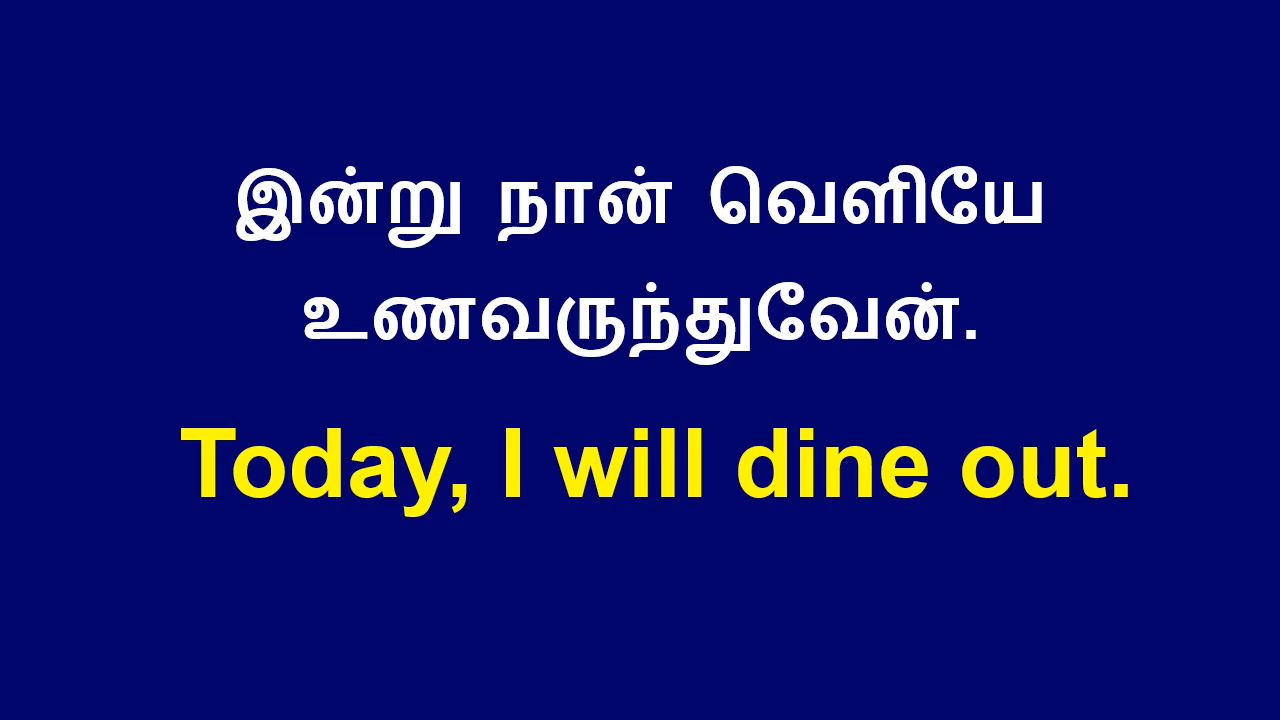 இன்று நான் வெளியே
உணவருந்துவேன்.
Today, I will dine out.